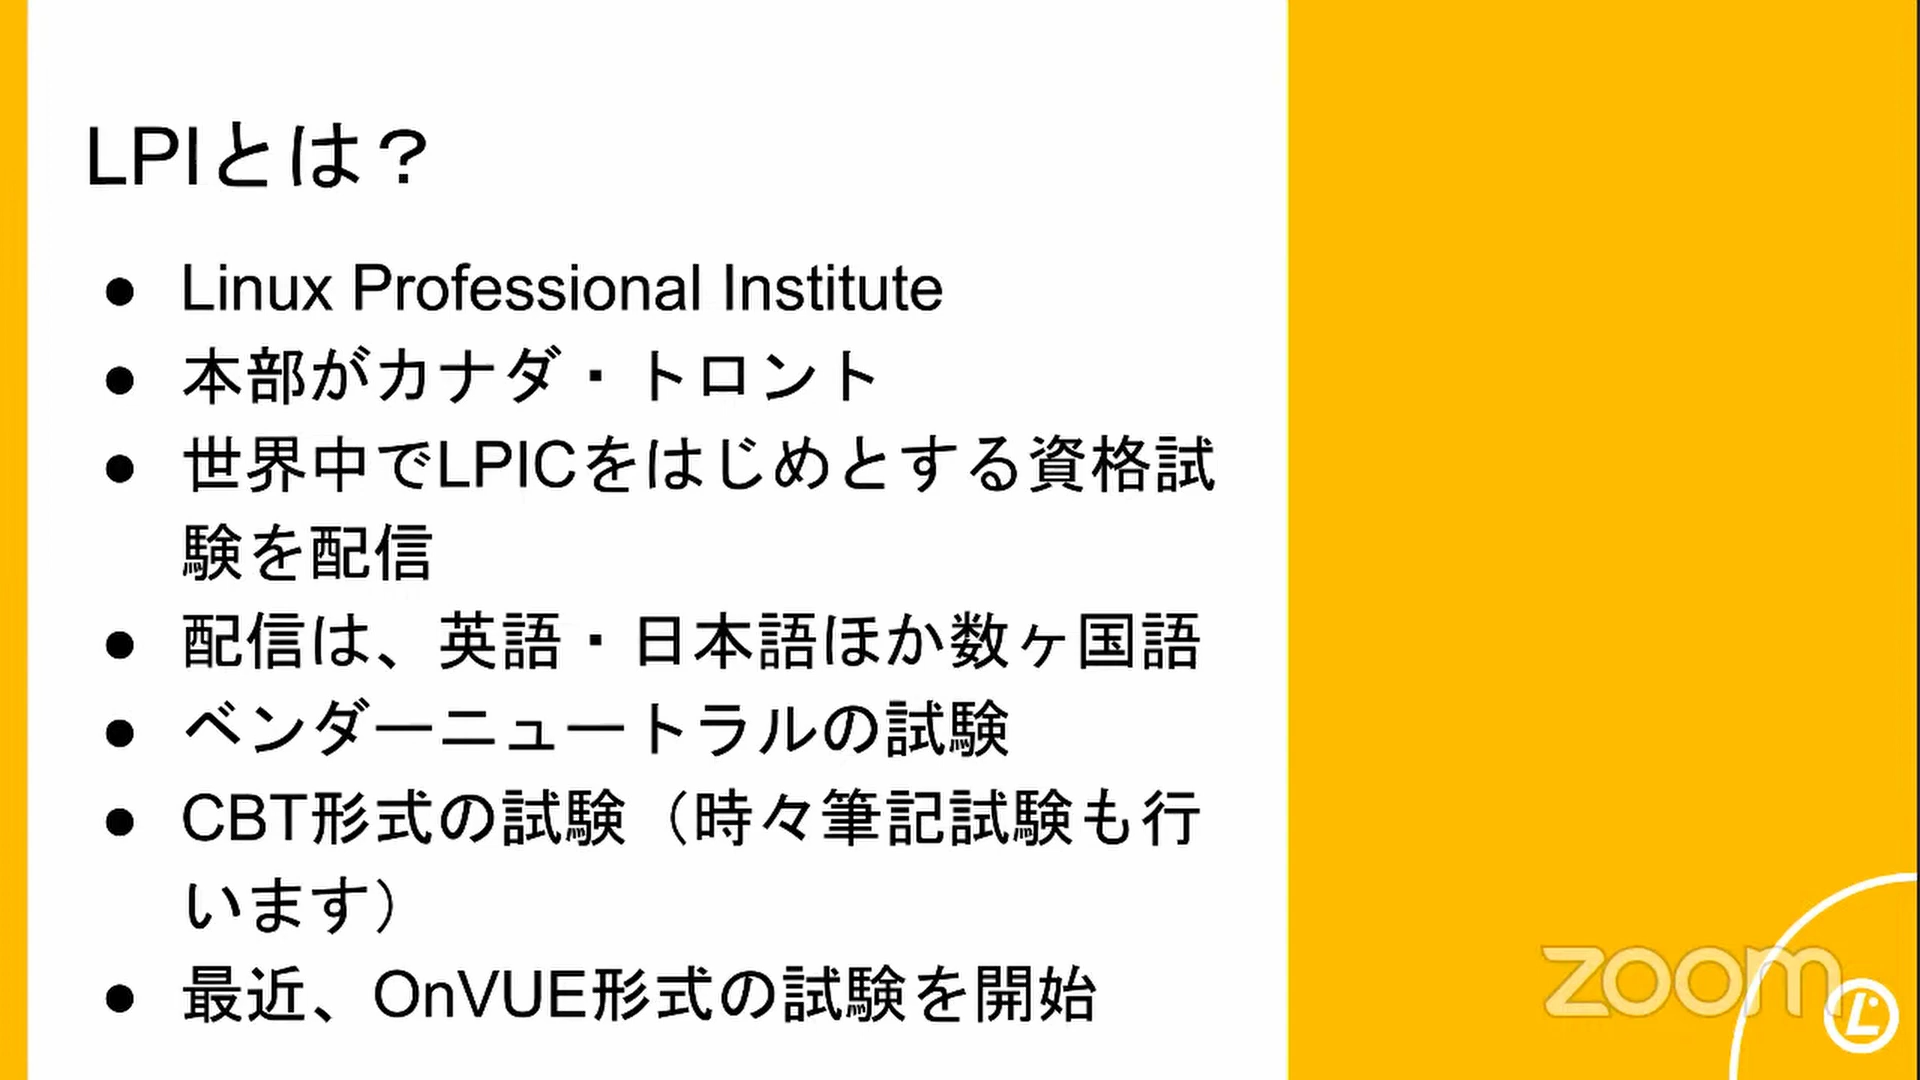 LPIとは？
● Linux Professional Institute
● 本部がカナダ・トロント
● 世界中でLPICをはじめとする資格試
験を配信
● 配信は、英語・日本語ほか数ヶ国語
● ベンダーニュートラルの試験
● CBT形式の試験（時々筆記試験も行
います）
● 最近、OnVUE形式の試験を開始
zoom
L